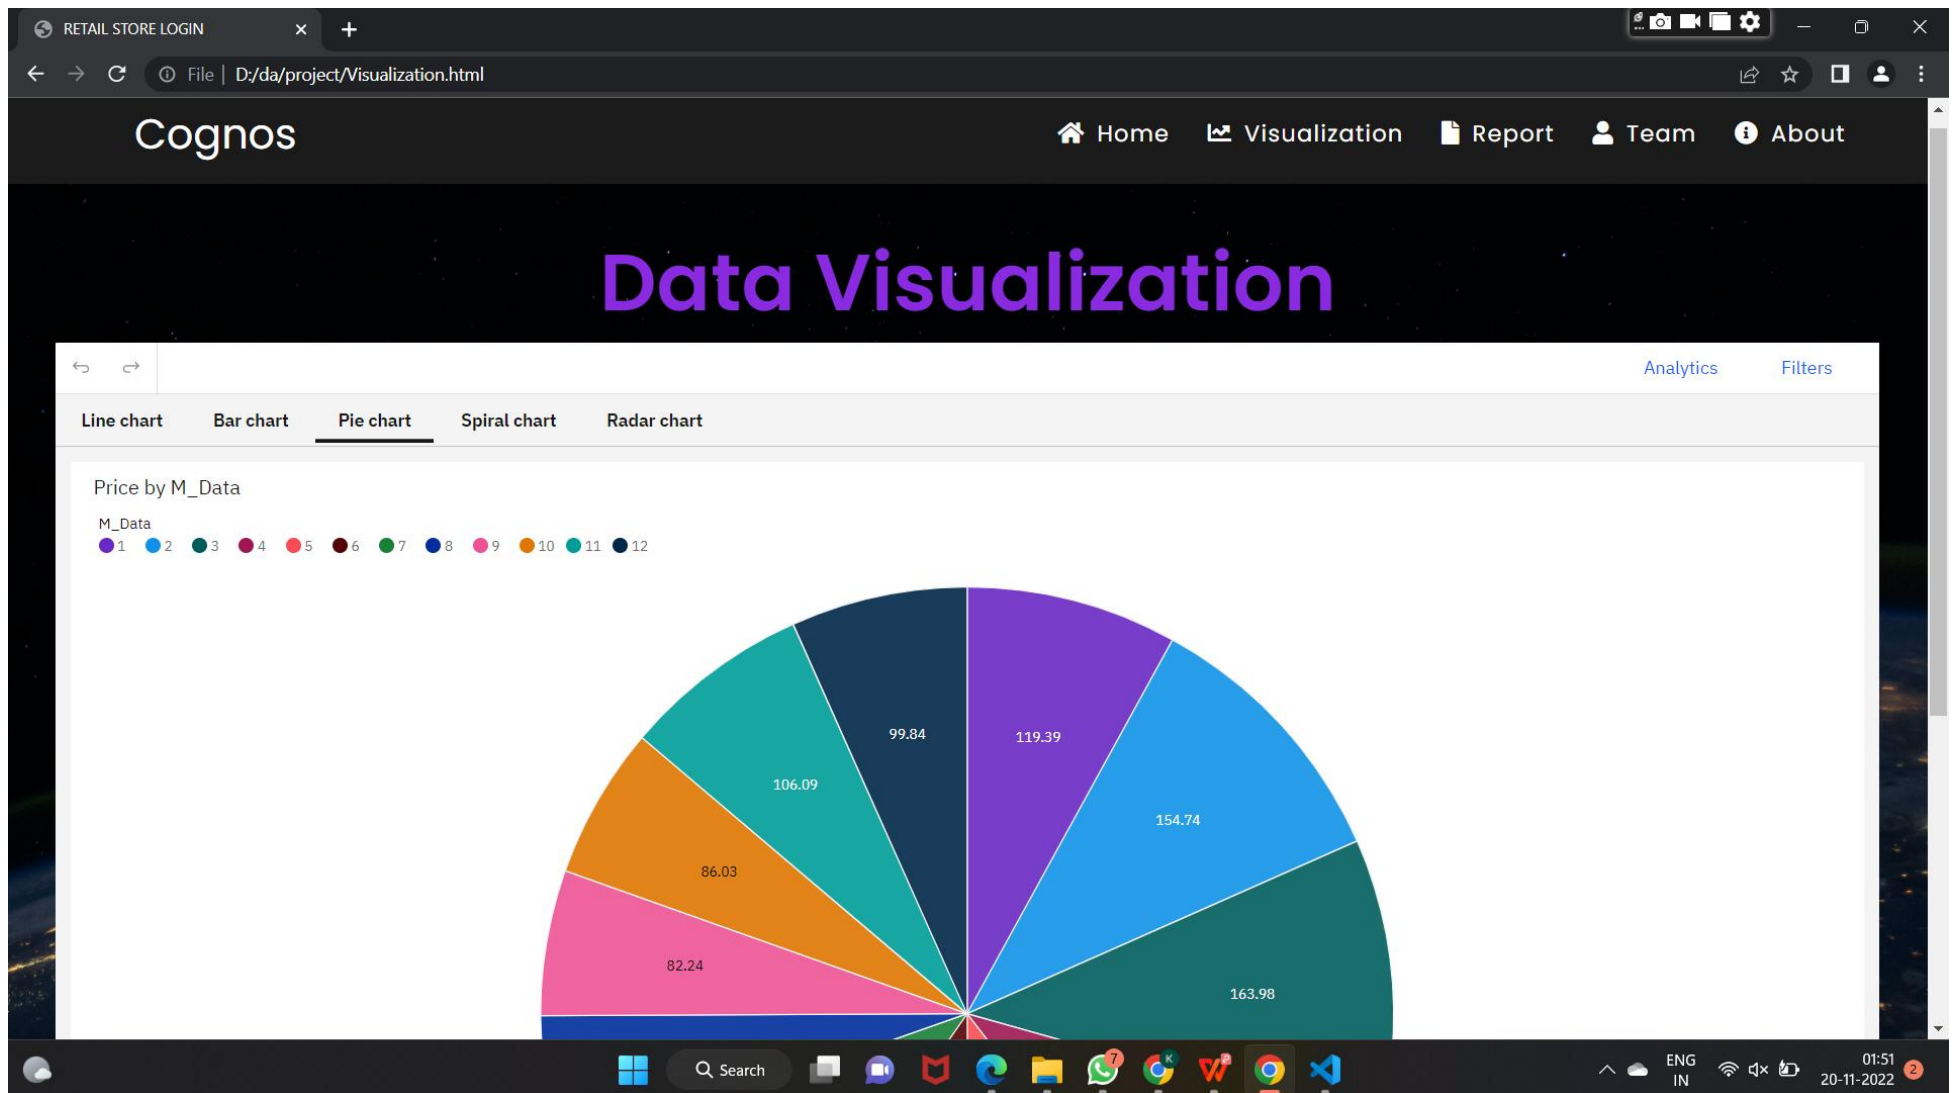 RETAIL STORE LOGIN
File | D:/da/project/Visualization.html
Cognos
Home Visualization Report Team About
Data Visualization
Analytics Filters
Line chart Bar chart Pie chart Spiral chart Radar chart
Price by M_Data
M_Data
1 2 3 4 5 6 7 8 9 10 11 12
99.84
119.39
106.09
154.74
86.03
82.24
163.98
Search
7
K
ENG
IN
01:51
20-11-2022
2